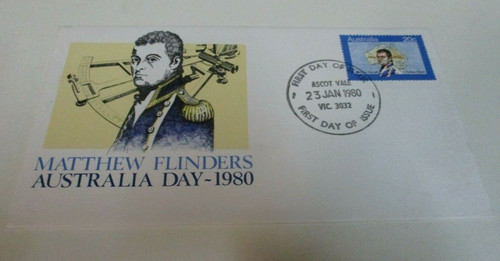 Australia 20c
FIRST DAY OF
ASCOT VALE
23 JAN 1980
VIC. 3032
FIRST DAY OF ISSUE
MATTHEW FLINDERS
AUSTRALIA DAY-1980